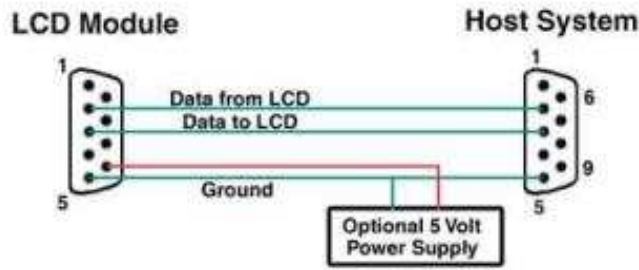 LCD Module
Host System
1
1
6
Data from LCD
Data to LCD
9
5
Ground
5
Optional 5 Volt
Power Supply